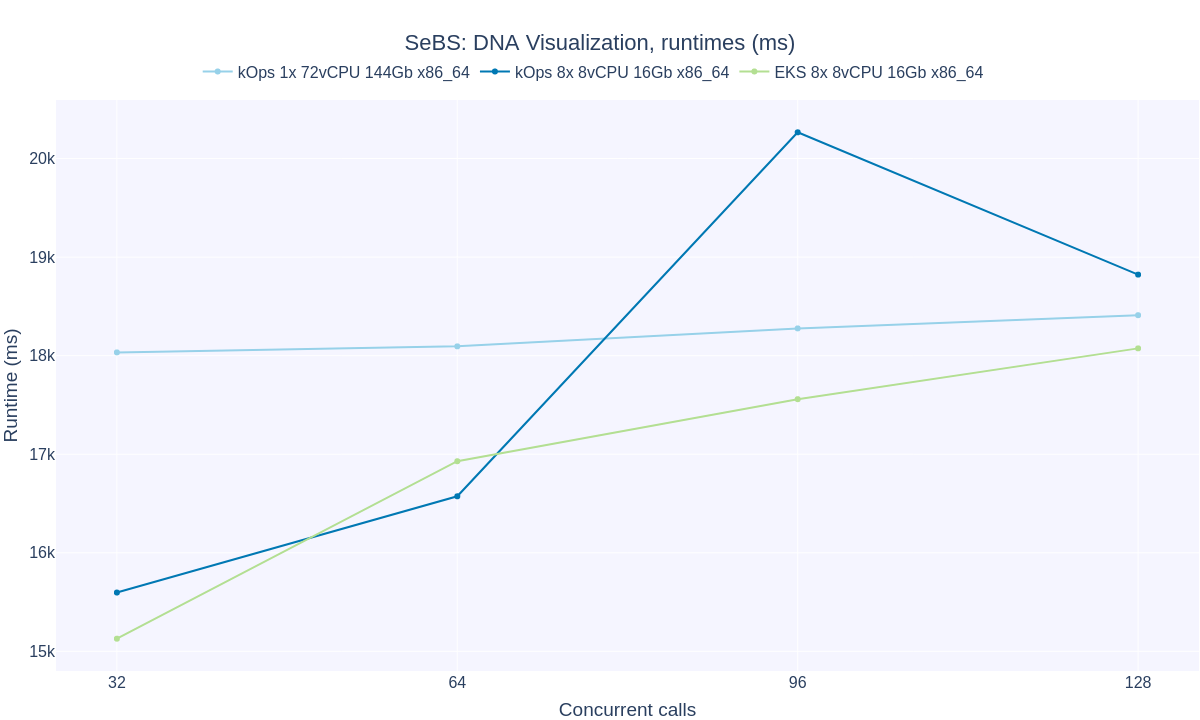 SeBS: DNA Visualization, runtimes (ms)
kOps 1x 72vCPU 144Gb x86_64 kOps 8x 8vCPU 16Gb x86_64 EKS 8x 8vCPU 16Gb x86_64
20k
19k
18k
17k
16k
15k
Runtime (ms)
32 64 96 128
Concurrent calls